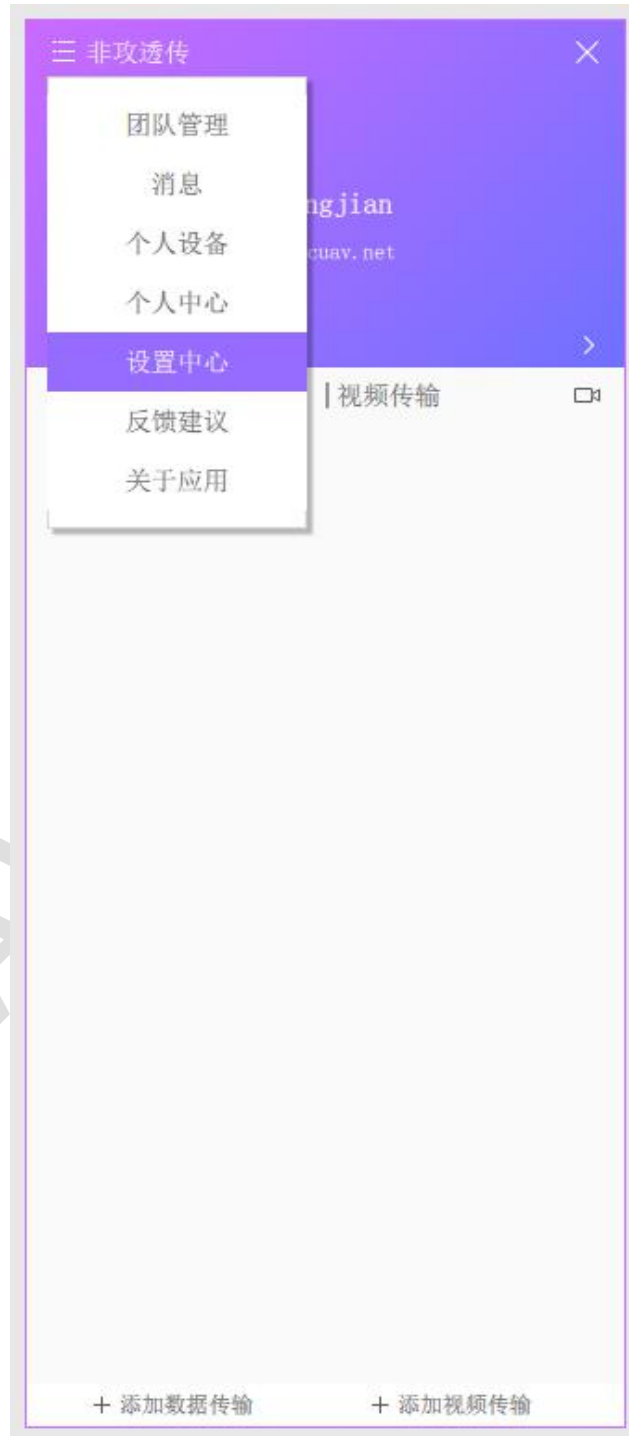 非攻透传
团队管理
消息
ngjian
个人设备
cuav.net
个人中心
设置中心
视频传输
反馈建议
关于应用
+ 添加数据传输
+ 添加视频传输